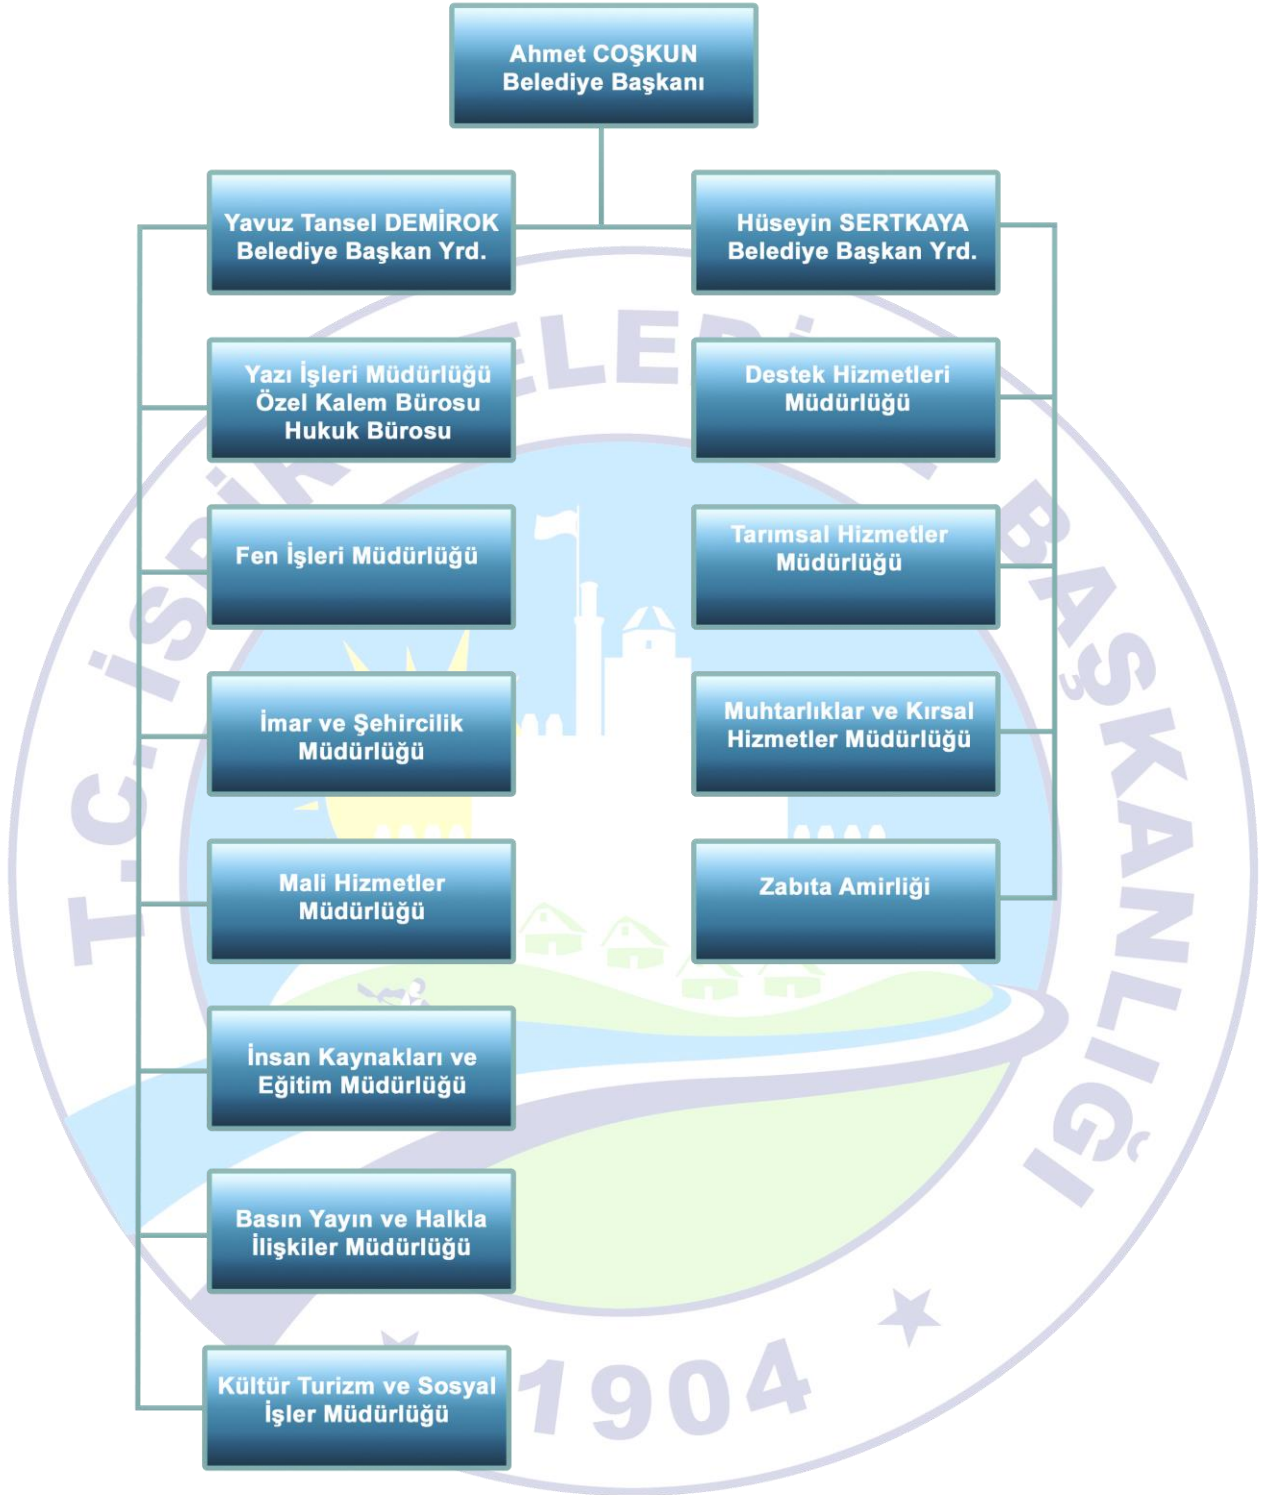 Ahmet COŞKUN
Belediye Başkanı
Yavuz Tansel DEMİROK
Belediye Başkan Yrd.
Hüseyin SERTKAYA
Belediye Başkan Yrd.
Yazı İşleri Müdürlüğü
Özel Kalem Bürosu
Hukuk Bürosu
Destek Hizmetleri
Müdürlüğü
Fen İşleri Müdürlüğü
Tarımsal Hizmetler
Müdürlüğü
İmar ve Şehircilik
Müdürlüğü
Muhtarlıklar ve Kırsal
Hizmetler Müdürlüğü
Mali Hizmetler
Müdürlüğü
Zabıta Amirliği
İnsan Kaynakları ve
Eğitim Müdürlüğü
Basın Yayın ve Halkla
İlişkiler Müdürlüğü
Kültür Turizm ve Sosyal
İşler Müdürlüğü
T.C. İSPİR BAŞKANLIĞI
1904